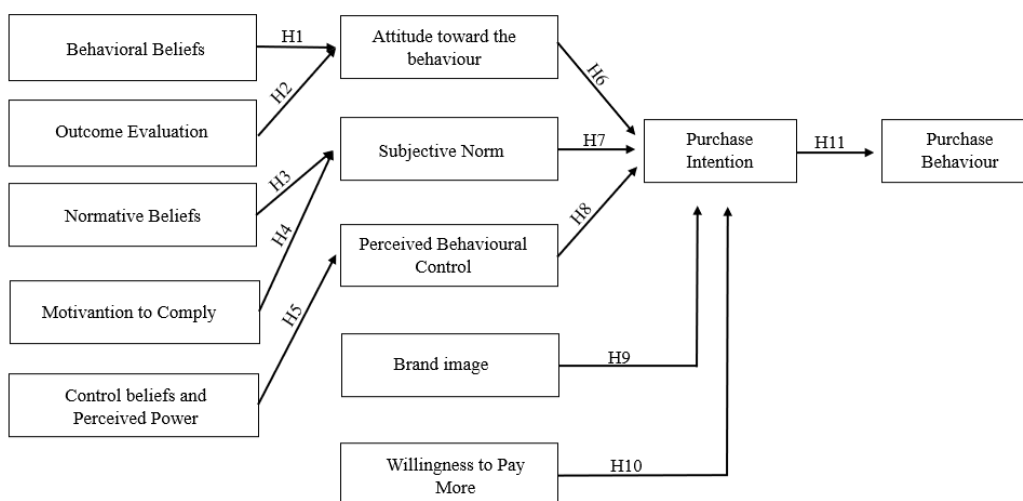 Behavioral Beliefs
H1
Attitude toward the
behaviour
H2
Outcome Evaluation
H6
Subjective Norm
H7
Purchase
Intention
H11
Purchase
Behaviour
H3
Normative Beliefs
H4
Perceived Behavioural
Control
H8
Motivantion to Comply
H5
Brand image
H9
Control beliefs and
Perceived Power
Willingness to Pay
More
H10